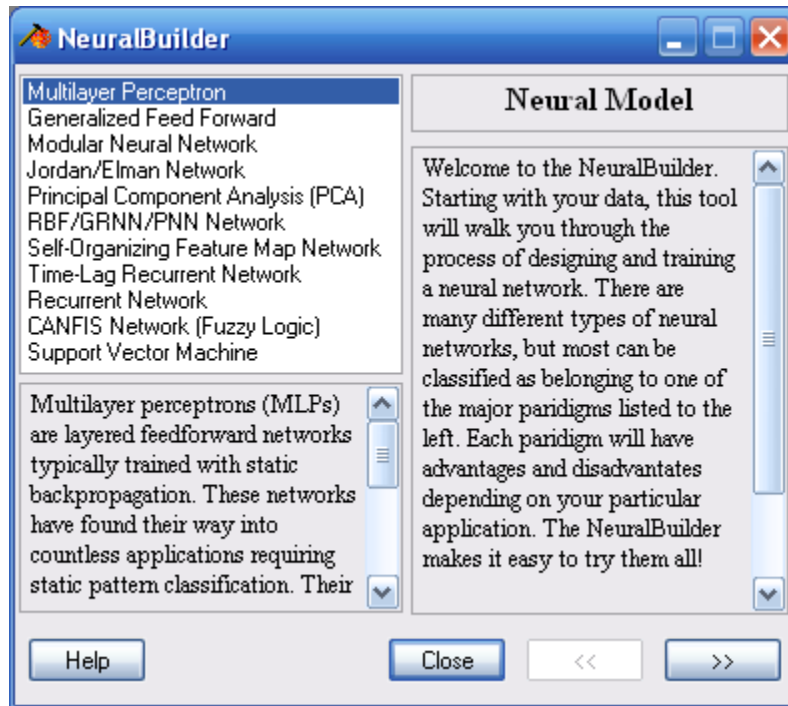 NeuralBuilder
Multilayer Perceptron
Generalized Feed Forward
Modular Neural Network
Jordan/Elman Network
Principal Component Analysis (PCA)
RBF/GRNN/PNN Network
Self-Organizing Feature Map Network
Time-Lag Recurrent Network
Recurrent Network
CANFIS Network (Fuzzy Logic)
Support Vector Machine
Multilayer perceptrons (MLPs)
are layered feedforward networks
typically trained with static
backpropagation. These networks
have found their way into
countless applications requiring
static pattern classification. Their
Neural Model
Welcome to the NeuralBuilder.
Starting with your data, this tool
will walk you through the
process of designing and training
a neural network. There are
many different types of neural
networks, but most can be
classified as belonging to one of
the major paridigms listed to the
left. Each paridigm will have
advantages and disadvantates
depending on your particular
application. The NeuralBuilder
makes it easy to try them all!
Help
Close
<<
>>